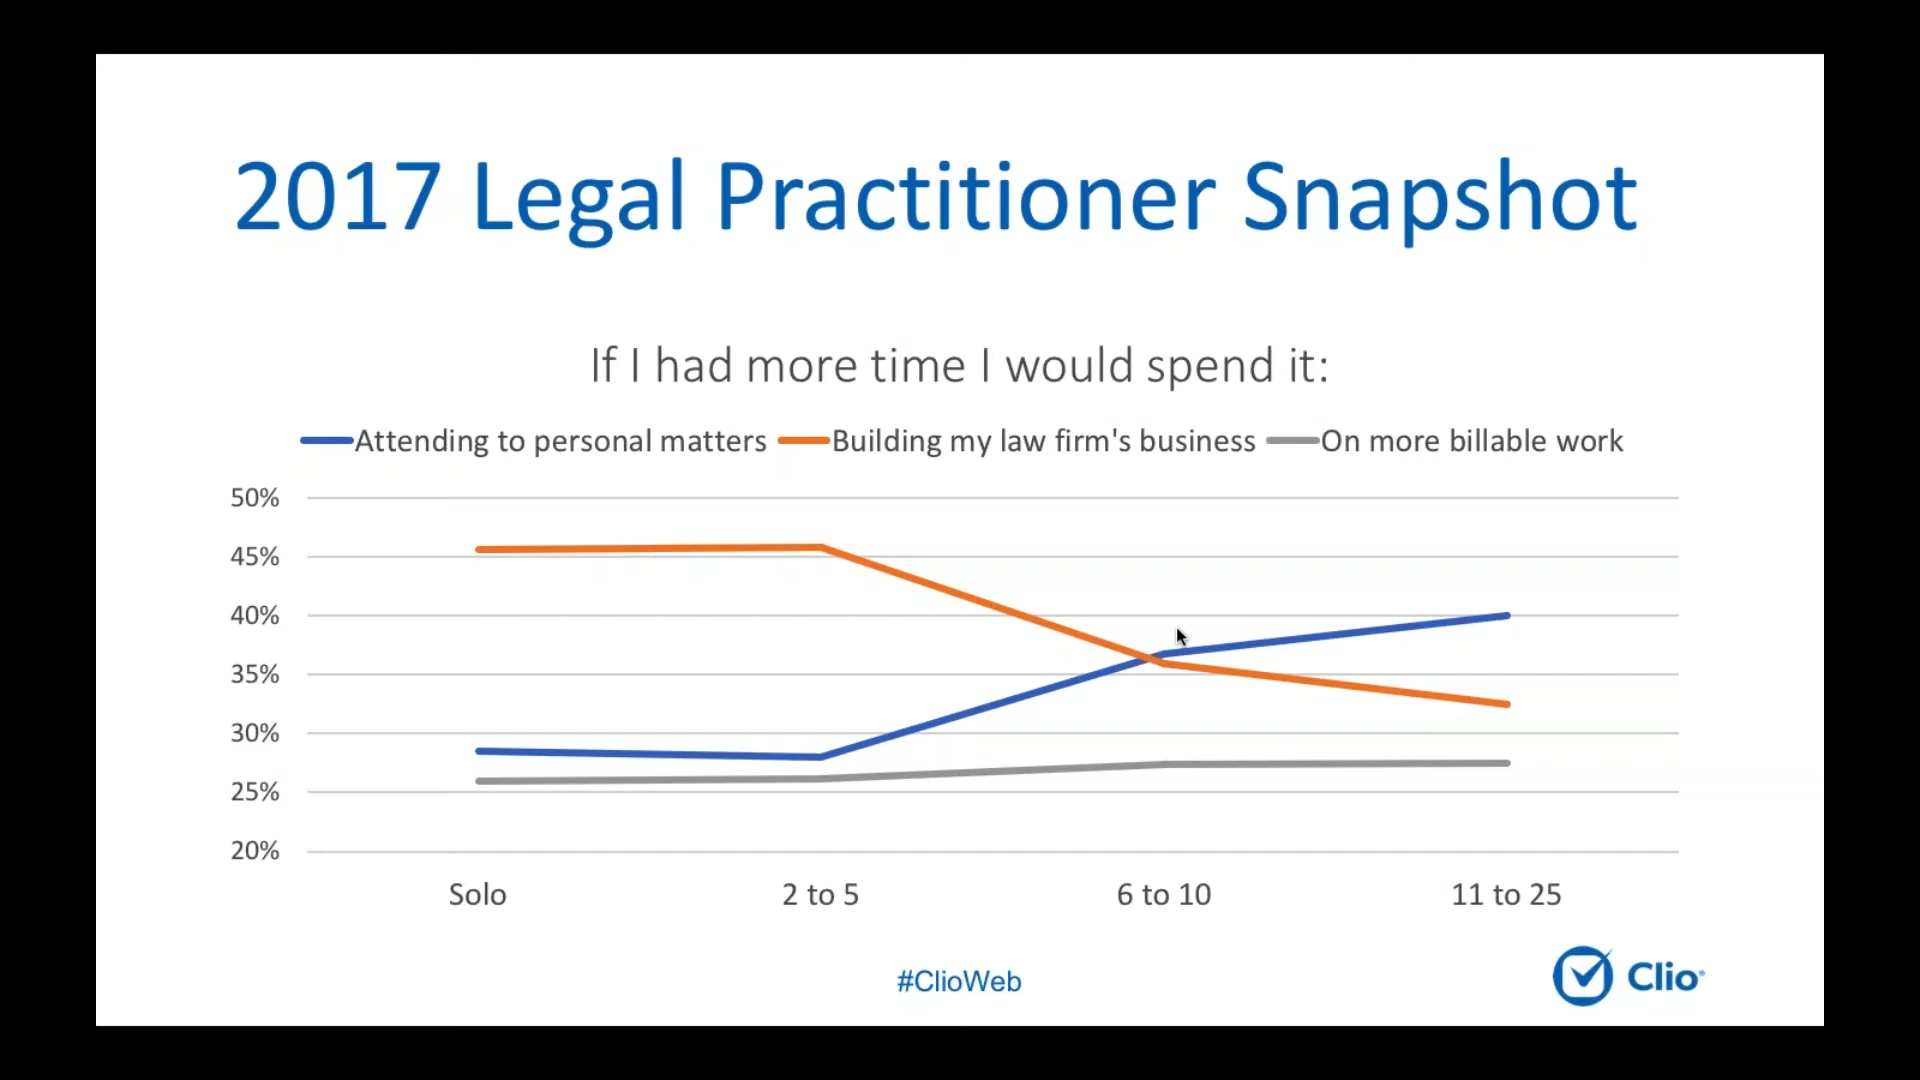 2017 Legal Practitioner Snapshot
If I had more time I would spend it:
Attending to personal matters Building my law firm's business On more billable work
50%
45%
40%
35%
30%
25%
20%
Solo 2 to 5 6 to 10 11 to 25
#ClioWeb
Clio®